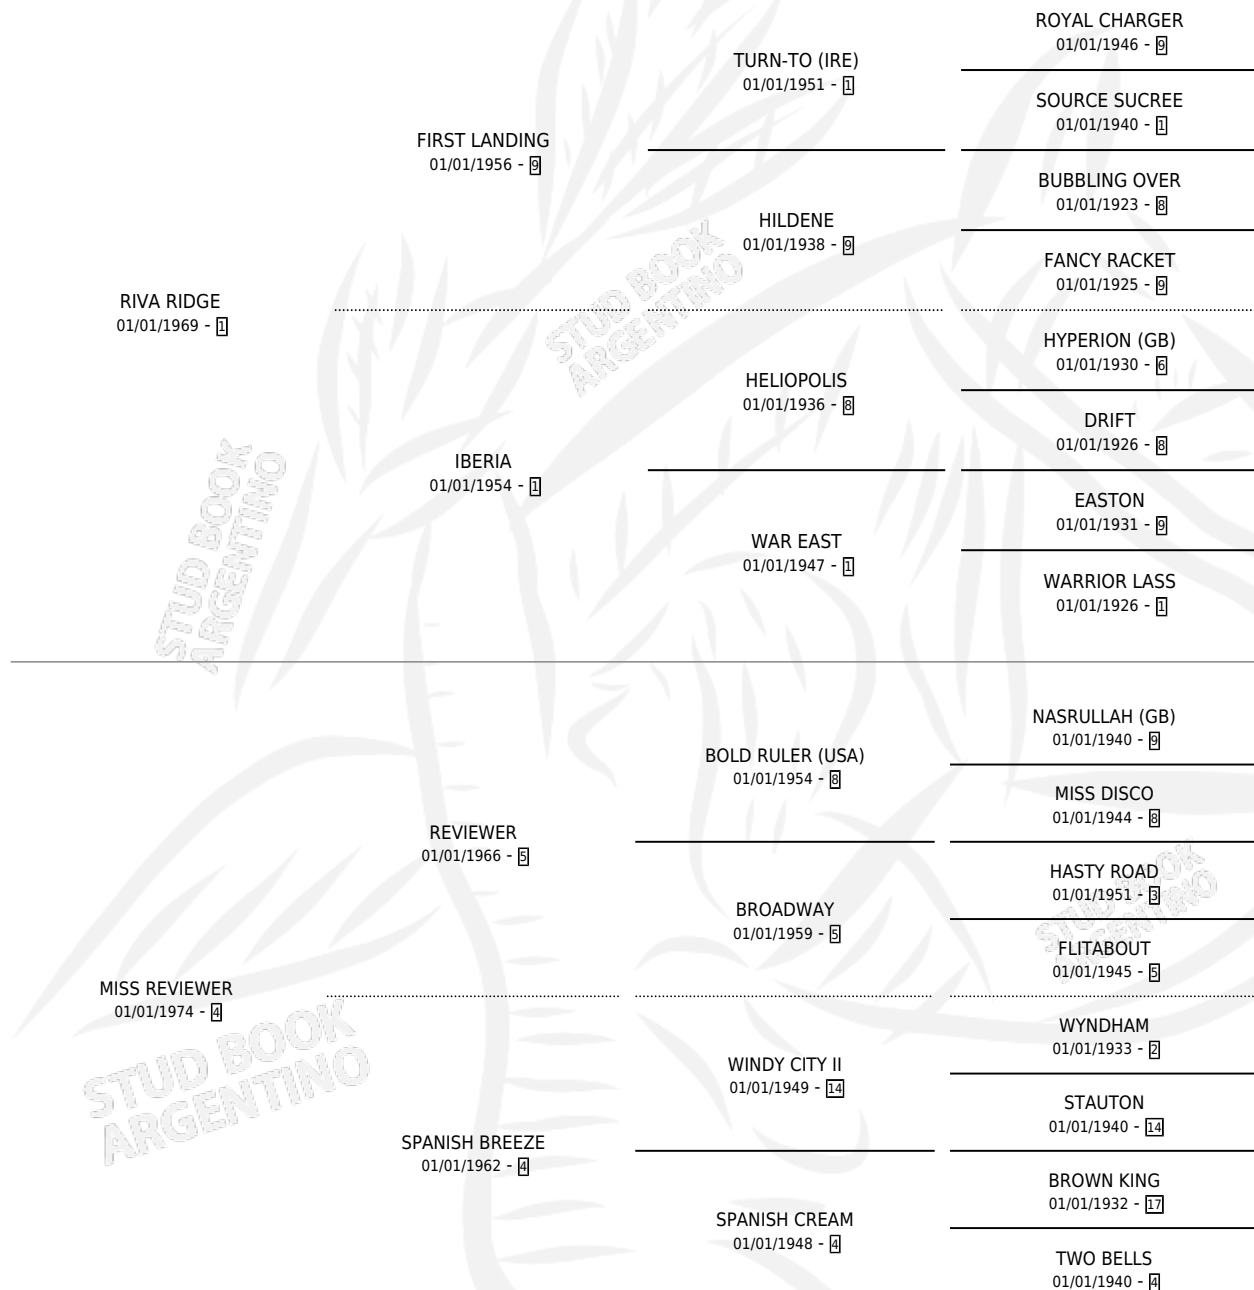 ROYAL CHARGER
01/01/1946 - 9
TURN-TO (IRE)
01/01/1951 - 1
SOURCE SUCREE
01/01/1940 - 1
FIRST LANDING
01/01/1956 - 9
BUBBLING OVER
01/01/1923 - 8
HILDENE
01/01/1938 - 9
FANCY RACKET
01/01/1925 - 9
RIVA RIDGE
01/01/1969 - 1
STUD BOOK
ARGENTINO
HYPERION (GB)
01/01/1930 - 6
HELIOPOLIS
01/01/1936 - 8
DRIFT
01/01/1926 - 8
IBERIA
01/01/1954 - 1
EASTON
01/01/1931 - 9
WAR EAST
01/01/1947 - 1
WARRIOR LASS
01/01/1926 - 1
STUD BOOK
ARGENTINO
NASRULLAH (GB)
01/01/1940 - 9
BOLD RULER (USA)
01/01/1954 - 8
MISS DISCO
01/01/1944 - 8
REVIEWER
01/01/1966 - 5
HASTY ROAD
01/01/1951 - 3
BROADWAY
01/01/1959 - 5
FLITABOUT
01/01/1945 - 5
STUD BOOK
ARGENTINO
MISS REVIEWER
01/01/1974 - 4
WYNDHAM
01/01/1933 - 2
WINDY CITY II
01/01/1949 - 14
STAUTON
01/01/1940 - 14
STUD BOOK
ARGENTINO
SPANISH BREEZE
01/01/1962 - 4
BROWN KING
01/01/1932 - 17
SPANISH CREAM
01/01/1948 - 4
TWO BELLS
01/01/1940 - 4